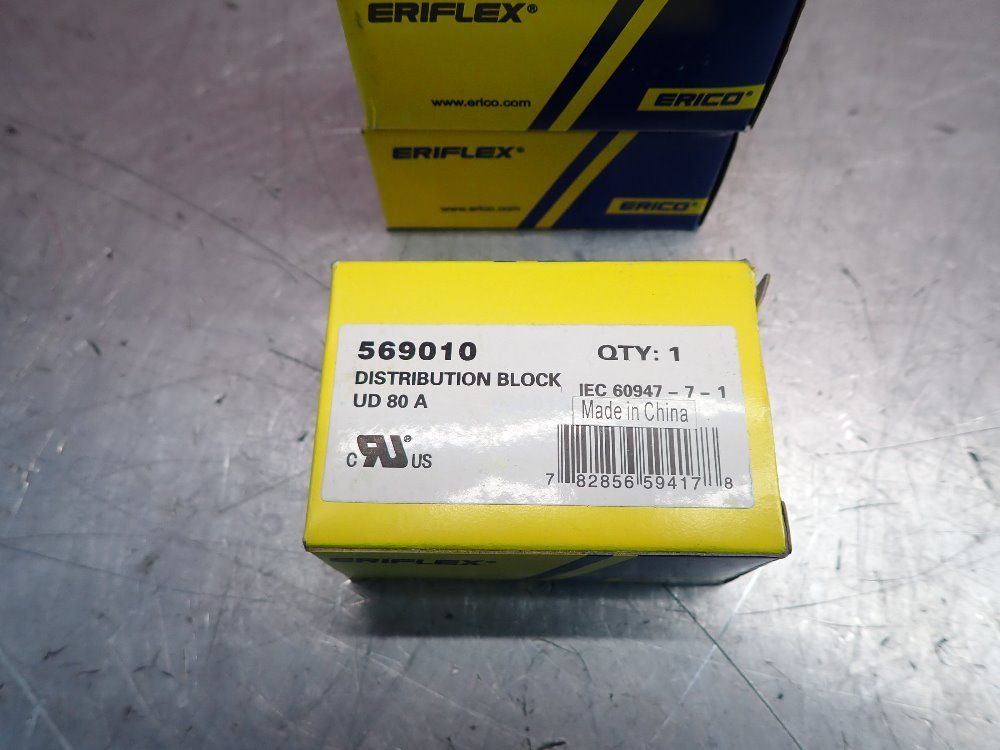 ERIFLEX®
www.erico.com
ERICO®
ERIFLEX®
www.erico.com
ERICO®
569010 QTY: 1
DISTRIBUTION BLOCK IEC 60947 - 7 - 1
UD 80 A Made in China
C RU® US
7 82856 59417 8
ERIFLEX®